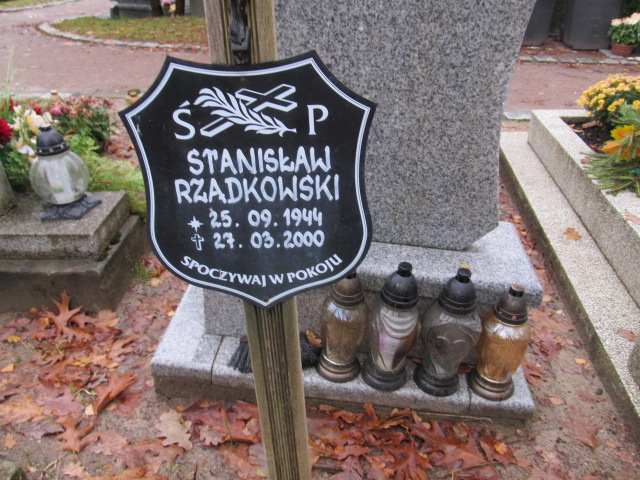 Ś P
STANISŁAW
RZĄDKOWSKI
25. 09. 1944
27. 03. 2000
SPOCZYWAJ W POKOJU